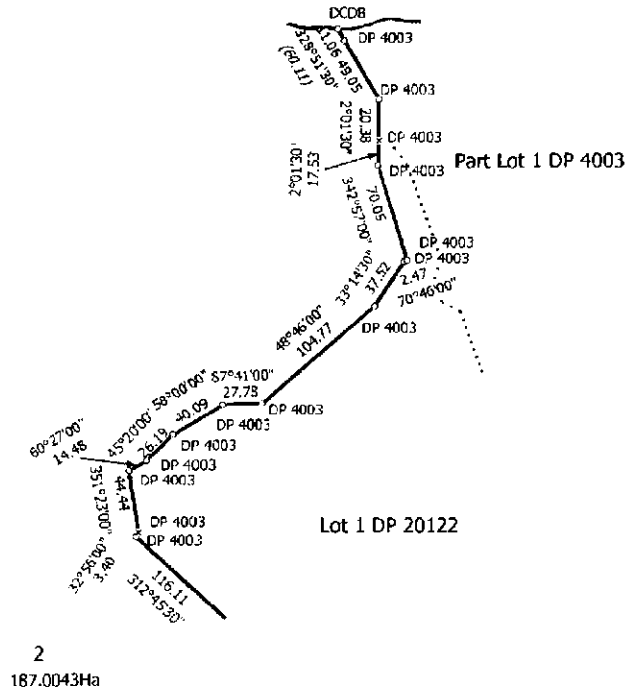 DCDB
DP 4003
11.06 49.05
328°51'30"
(60.11)
DP 4003
20.38
2°01'30"
DP 4003
Part Lot 1 DP 4003
DP 4003
2°01'30"
17.53
70.05
342°57'00"
DP 4003
DP 4003
2.47
70°46'00"
37.52
33°14'30"
DP 4003
48°46'00"
104.77
87°41'00"
27.78
DP 4003
DP 4003
58°00'00"
40.09
DP 4003
45°20'00"
26.19
DP 4003
60°27'00"
14.48
44.44
351°23'00"
DP 4003
DP 4003
32°56'00"
3.40
Lot 1 DP 20122
116.11
312°45'30"
2
187.0043Ha